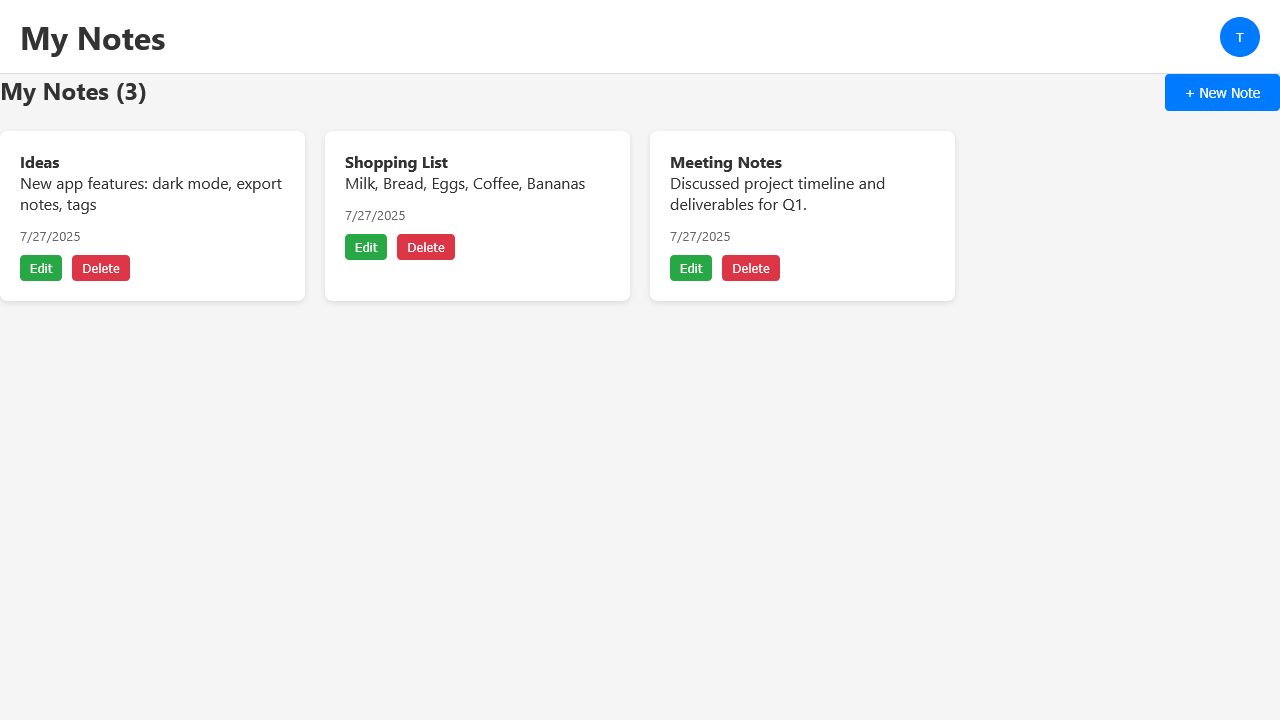 My Notes
T
My Notes (3)
+ New Note
Ideas
New app features: dark mode, export
notes, tags
7/27/2025
Edit
Delete
Shopping List
Milk, Bread, Eggs, Coffee, Bananas
7/27/2025
Edit
Delete
Meeting Notes
Discussed project timeline and
deliverables for Q1.
7/27/2025
Edit
Delete